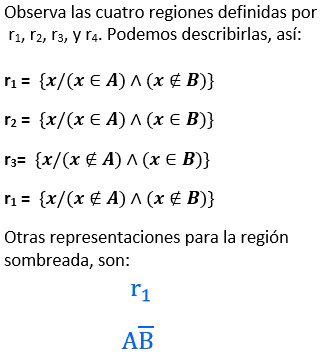 Observa las cuatro regiones definidas por
r₁, r₂, r₃, y r₄. Podemos describirlas, así:
r₁ = {x/(x ∈ A) ∧ (x ∉ B)}
r₂ = {x/(x ∈ A) ∧ (x ∈ B)}
r₃= {x/(x ∉ A) ∧ (x ∈ B)}
r₁ = {x/(x ∉ A) ∧ (x ∉ B)}
Otras representaciones para la región
sombreada, son:
r₁
AB̅